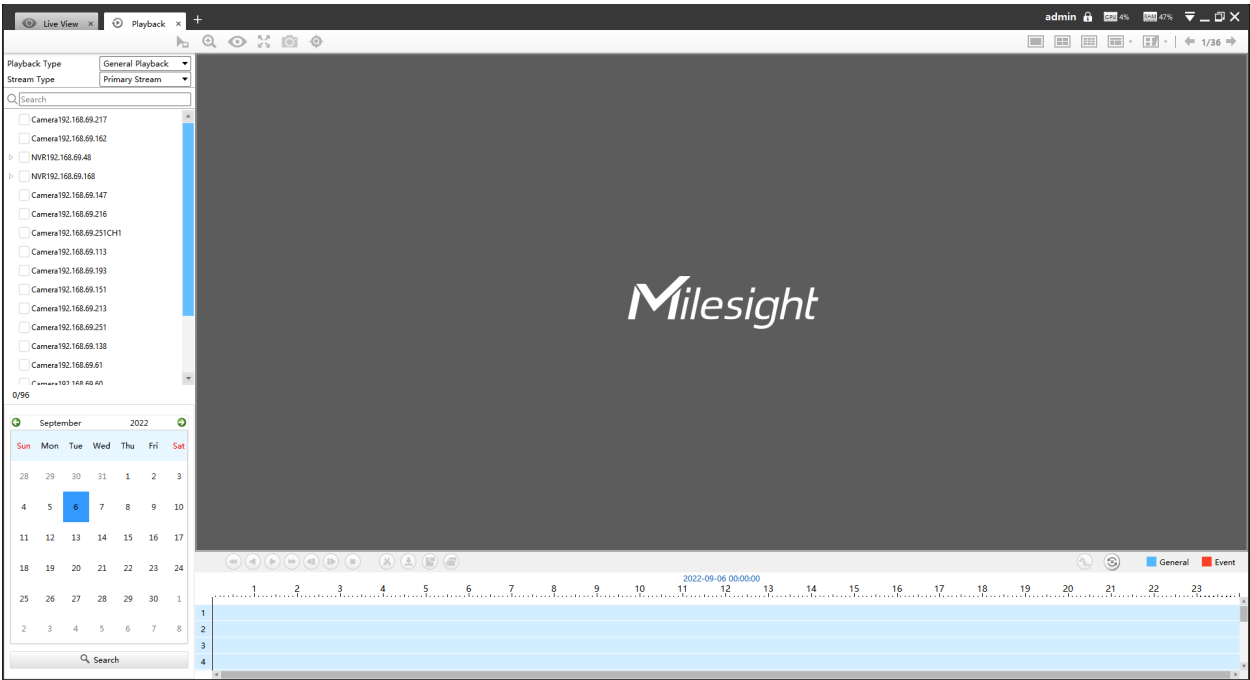 Live View × Playback × + admin CPU 4% RAM 47%
1/36
Playback Type General Playback
Stream Type Primary Stream
Search
Camera192.168.69.217
Camera192.168.69.162
NVR192.168.69.48
NVR192.168.69.168
Camera192.168.69.147
Camera192.168.69.216
Camera192.168.69.251CH1
Camera192.168.69.113
Camera192.168.69.193
Camera192.168.69.151
Camera192.168.69.213
Camera192.168.69.251
Camera192.168.69.138
Camera192.168.69.61
Camera192.168.69.60
0/96
Milesight
September 2022
Sun Mon Tue Wed Thu Fri Sat
28 29 30 31 1 2 3
4 5 6 7 8 9 10
11 12 13 14 15 16 17
18 19 20 21 22 23 24
25 26 27 28 29 30 1
2 3 4 5 6 7 8
Search
General Event
2022-09-06 00:00:00
1 2 3 4 5 6 7 8 9 10 11 12 13 14 15 16 17 18 19 20 21 22 23
1
2
3
4